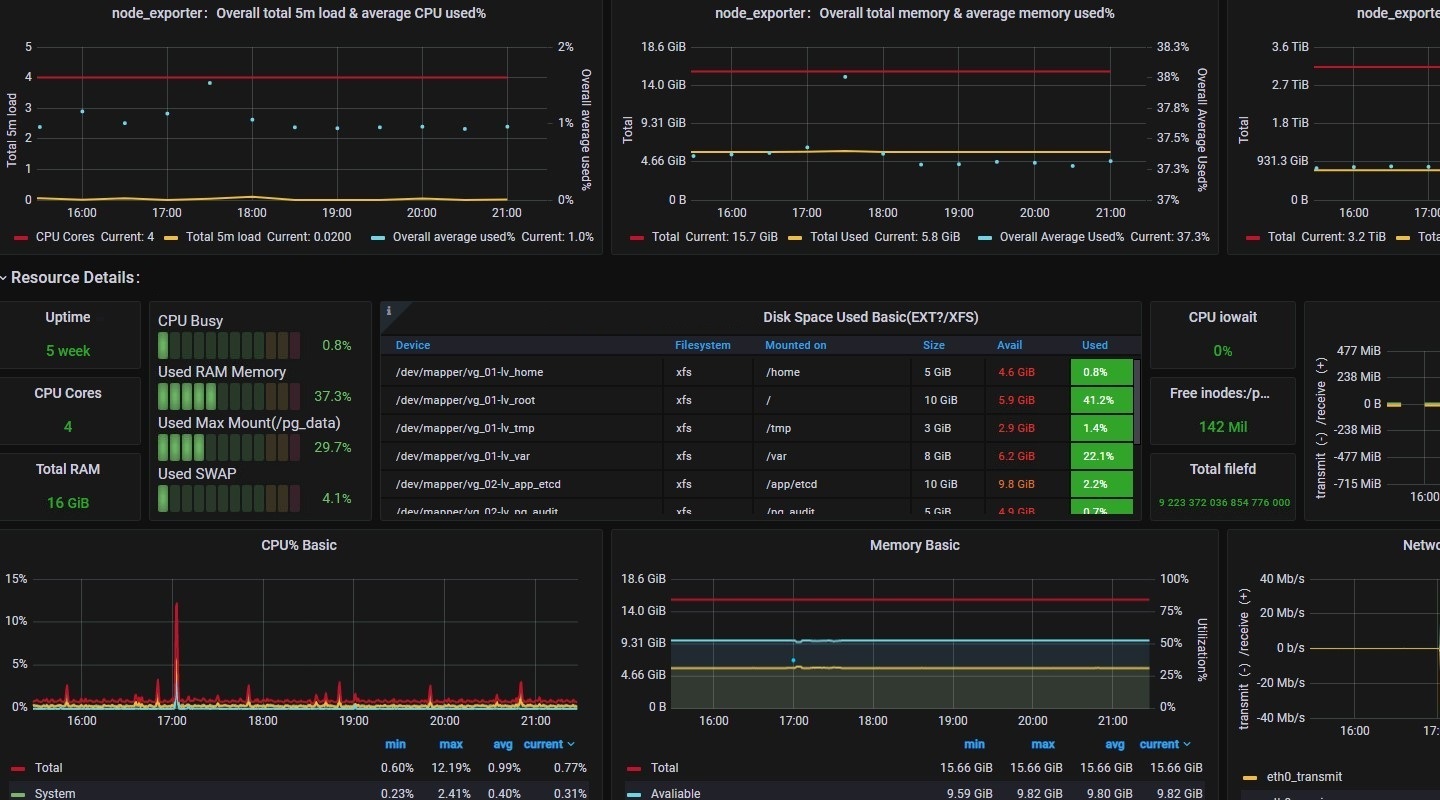 node_exporter: Overall total 5m load & average CPU used%
5
4
3
2
1
0
Total 5m load
2%
1%
0%
Overall average used%
16:00 17:00 18:00 19:00 20:00 21:00
CPU Cores Current: 4 Total 5m load Current: 0.0200 Overall average used% Current: 1.0%
node_exporter: Overall total memory & average memory used%
18.6 GiB
14.0 GiB
9.31 GiB
4.66 GiB
0 B
Total
38.3%
38%
37.8%
37.5%
37.3%
37%
Overall Average Used%
16:00 17:00 18:00 19:00 20:00 21:00
Total Current: 15.7 GiB Total Used Current: 5.8 GiB Overall Average Used% Current: 37.3%
node_exporte
3.6 TiB
2.7 TiB
1.8 TiB
931.3 GiB
0 B
Total
16:00 17:00
Total Current: 3.2 TiB Tota
Resource Details:
Uptime
5 week
CPU Cores
4
Total RAM
16 GiB
CPU Busy
0.8%
Used RAM Memory
37.3%
Used Max Mount(/pg_data)
29.7%
Used SWAP
4.1%
i
Disk Space Used Basic(EXT?/XFS)
Device Filesystem Mounted on Size Avail Used
/dev/mapper/vg_01-lv_home xfs /home 5 GiB 4.6 GiB 0.8%
/dev/mapper/vg_01-lv_root xfs / 10 GiB 5.9 GiB 41.2%
/dev/mapper/vg_01-lv_tmp xfs /tmp 3 GiB 2.9 GiB 1.4%
/dev/mapper/vg_01-lv_var xfs /var 8 GiB 6.2 GiB 22.1%
/dev/mapper/vg_02-lv_app_etcd xfs /app/etcd 10 GiB 9.8 GiB 2.2%
/dev/mapper/vg_02-lv_pg_audit xfs /pg_audit 5 GiB 4.9 GiB 0.7%
CPU iowait
0%
Free inodes:/p...
142 Mil
Total filefd
9 223 372 036 854 776 000
477 MiB
238 MiB
0 B
-238 MiB
-477 MiB
-715 MiB
transmit (-) /receive (+)
16:00
CPU% Basic
15%
10%
5%
0%
16:00 17:00 18:00 19:00 20:00 21:00
min max avg current
Total 0.60% 12.19% 0.99% 0.77%
System 0.23% 2.41% 0.40% 0.31%
Memory Basic
18.6 GiB
14.0 GiB
9.31 GiB
4.66 GiB
0 B
100%
75%
50%
25%
0%
Utilization%
16:00 17:00 18:00 19:00 20:00 21:00
min max avg current
Total 15.66 GiB 15.66 GiB 15.66 GiB 15.66 GiB
Avaliable 9.59 GiB 9.82 GiB 9.80 GiB 9.82 GiB
Netwo
40 Mb/s
20 Mb/s
0 b/s
-20 Mb/s
-40 Mb/s
transmit (-) /receive (+)
16:00 17:
eth0_transmit